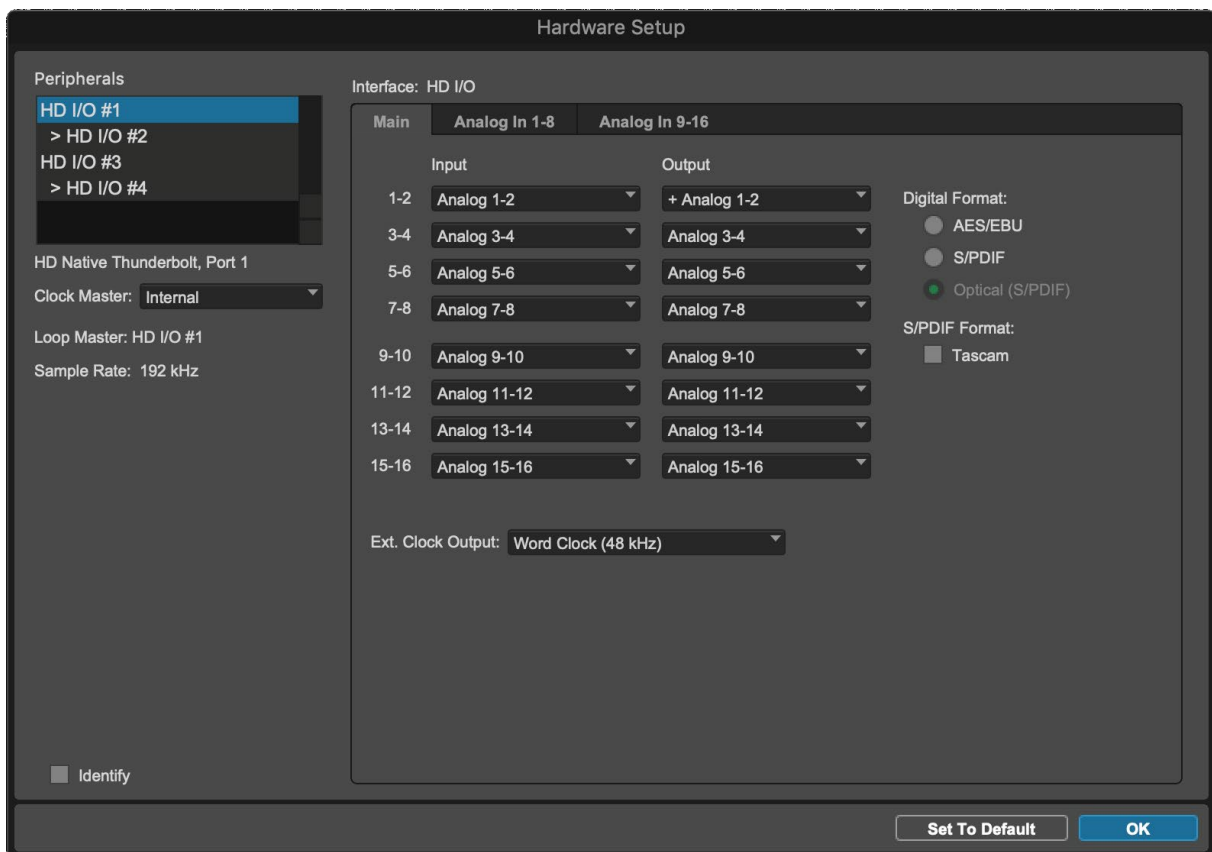 Hardware Setup
Peripherals
HD I/O #1
> HD I/O #2
HD I/O #3
> HD I/O #4
HD Native Thunderbolt, Port 1
Clock Master: Internal
Loop Master: HD I/O #1
Sample Rate: 192 kHz
Identify
Interface: HD I/O
Main Analog In 1-8 Analog In 9-16
Input Output
1-2 Analog 1-2 + Analog 1-2
3-4 Analog 3-4 Analog 3-4
5-6 Analog 5-6 Analog 5-6
7-8 Analog 7-8 Analog 7-8
9-10 Analog 9-10 Analog 9-10
11-12 Analog 11-12 Analog 11-12
13-14 Analog 13-14 Analog 13-14
15-16 Analog 15-16 Analog 15-16
Ext. Clock Output: Word Clock (48 kHz)
Digital Format:
AES/EBU
S/PDIF
Optical (S/PDIF)
S/PDIF Format:
Tascam
Set To Default OK